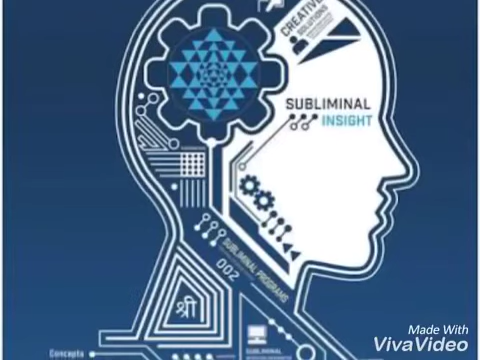 CREATIVE
SOLUTIONS
SUBLIMINAL
INSIGHT
SUBLIMINAL PROGRAMS
002
श्री
Concepts
SUBLIMINAL
Made With
VivaVideo